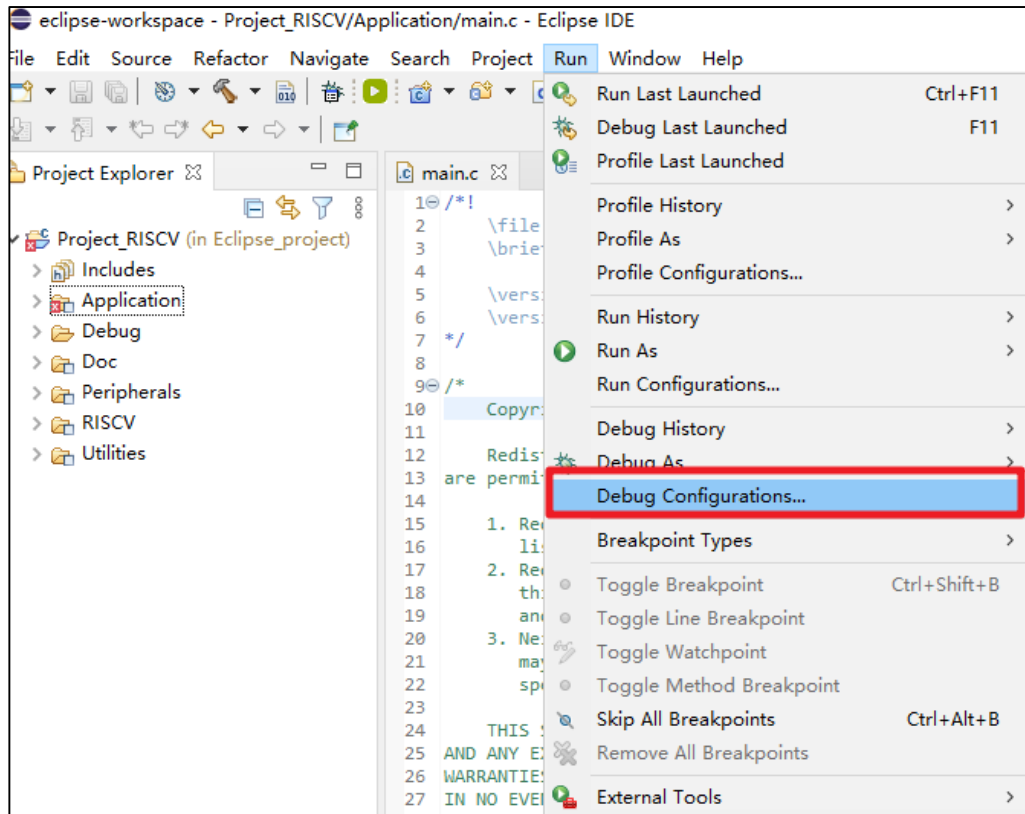 eclipse-workspace - Project_RISCV/Application/main.c - Eclipse IDE
File Edit Source Refactor Navigate Search Project Run Window Help
Project Explorer
Project_RISCV (in Eclipse_project)
Includes
Application
Debug
Doc
Peripherals
RISCV
Utilities
main.c
1 /*!
2 \file
3 \brie
4
5 \vers
6 \vers
7 */
8
9 /*
10 Copyr
11
12 Redis
13 are permi
14
15 1. Re
16 li
17 2. Re
18 th
19 an
20 3. Ne
21 ma
22 sp
23
24 THIS
25 AND ANY E
26 WARRANTIE
27 IN NO EVE
Run Last Launched Ctrl+F11
Debug Last Launched F11
Profile Last Launched
Profile History
Profile As
Profile Configurations...
Run History
Run As
Run Configurations...
Debug History
Debug As
Debug Configurations...
Breakpoint Types
Toggle Breakpoint Ctrl+Shift+B
Toggle Line Breakpoint
Toggle Watchpoint
Toggle Method Breakpoint
Skip All Breakpoints Ctrl+Alt+B
Remove All Breakpoints
External Tools